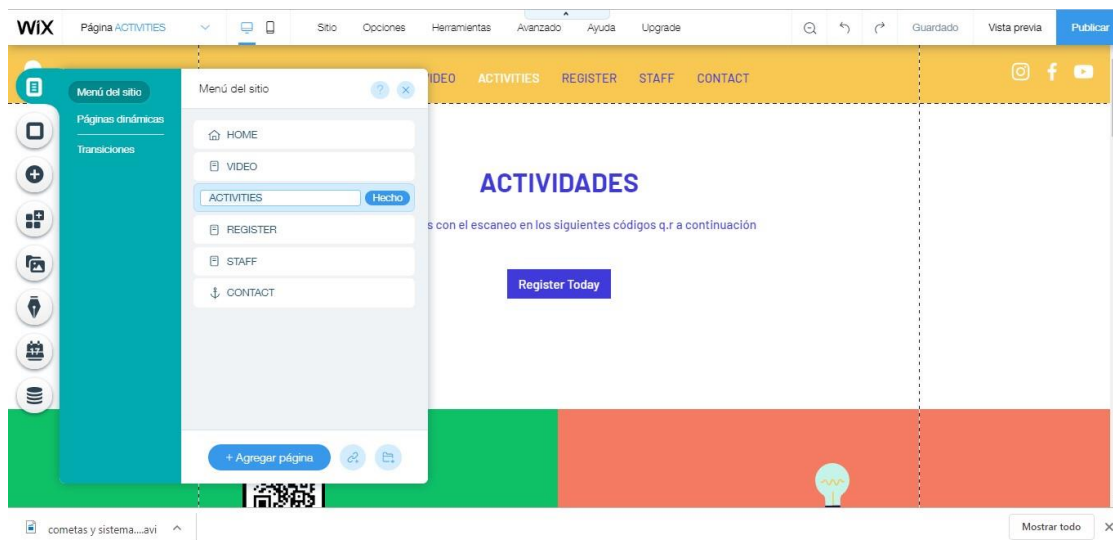 WiX Página ACTIVITIES Sitio Opciones Herramientas Avanzado Ayuda Upgrade Guardado Vista previa Publicar
VIDEO ACTIVITIES REGISTER STAFF CONTACT
Menú del sitio
Páginas dinámicas
Transiciones
Menú del sitio ?
HOME
VIDEO
ACTIVITIES Hecho
REGISTER
STAFF
CONTACT
+ Agregar página
ACTIVIDADES
s con el escaneo en los siguientes códigos q.r a continuación
Register Today
17
cometas y sistema....avi
Mostrar todo